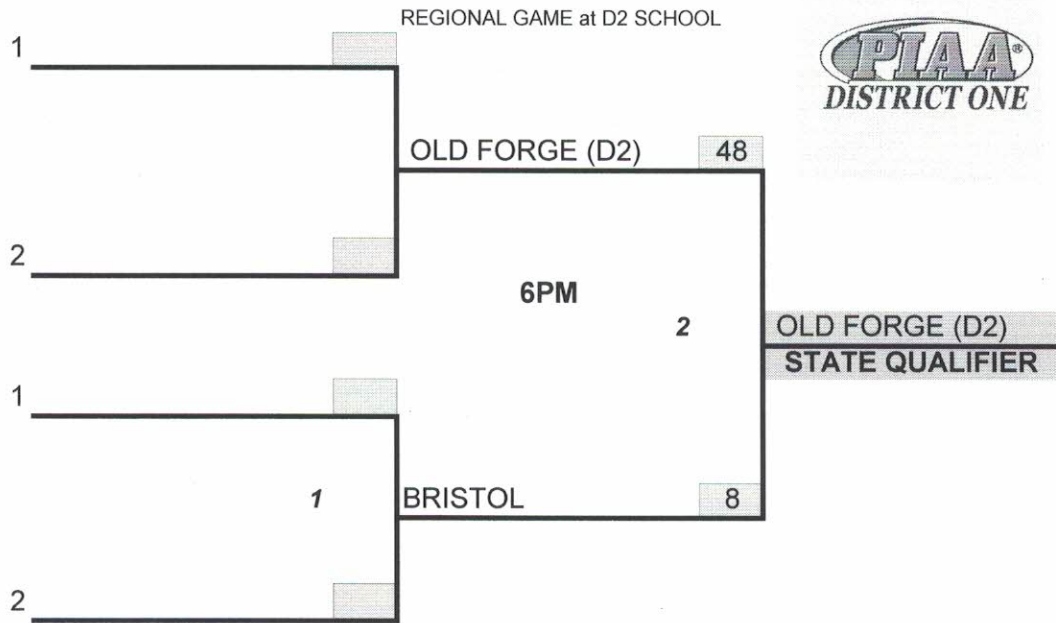 REGIONAL GAME at D2 SCHOOL
PIAA®
DISTRICT ONE
1
OLD FORGE (D2) 48
2
6PM
2
OLD FORGE (D2)
STATE QUALIFIER
1
1
BRISTOL 8
2